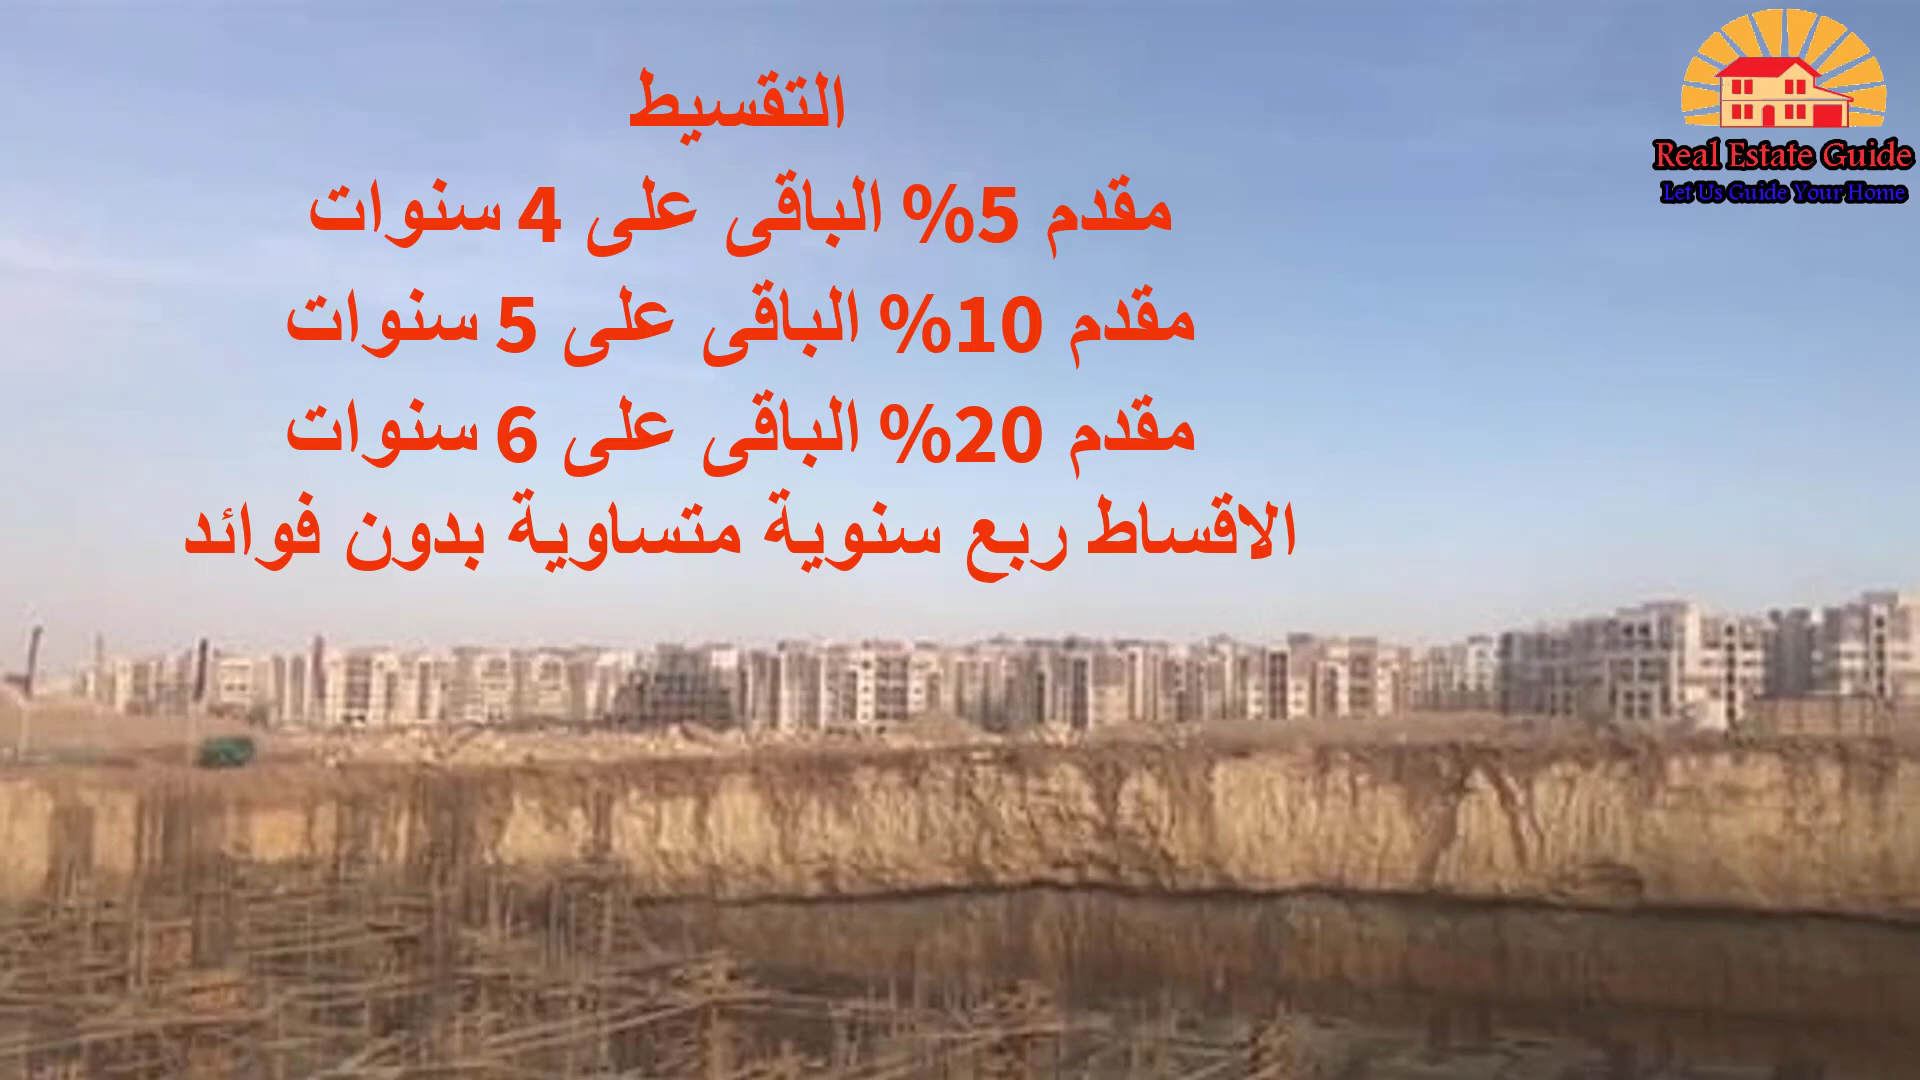 التقسيط
مقدم 5% الباقى على 4 سنوات
مقدم 10% الباقى على 5 سنوات
مقدم 20% الباقى على 6 سنوات
الاقساط ربع سنوية متساوية بدون فوائد
Real Estate Guide
Let Us Guide Your Home